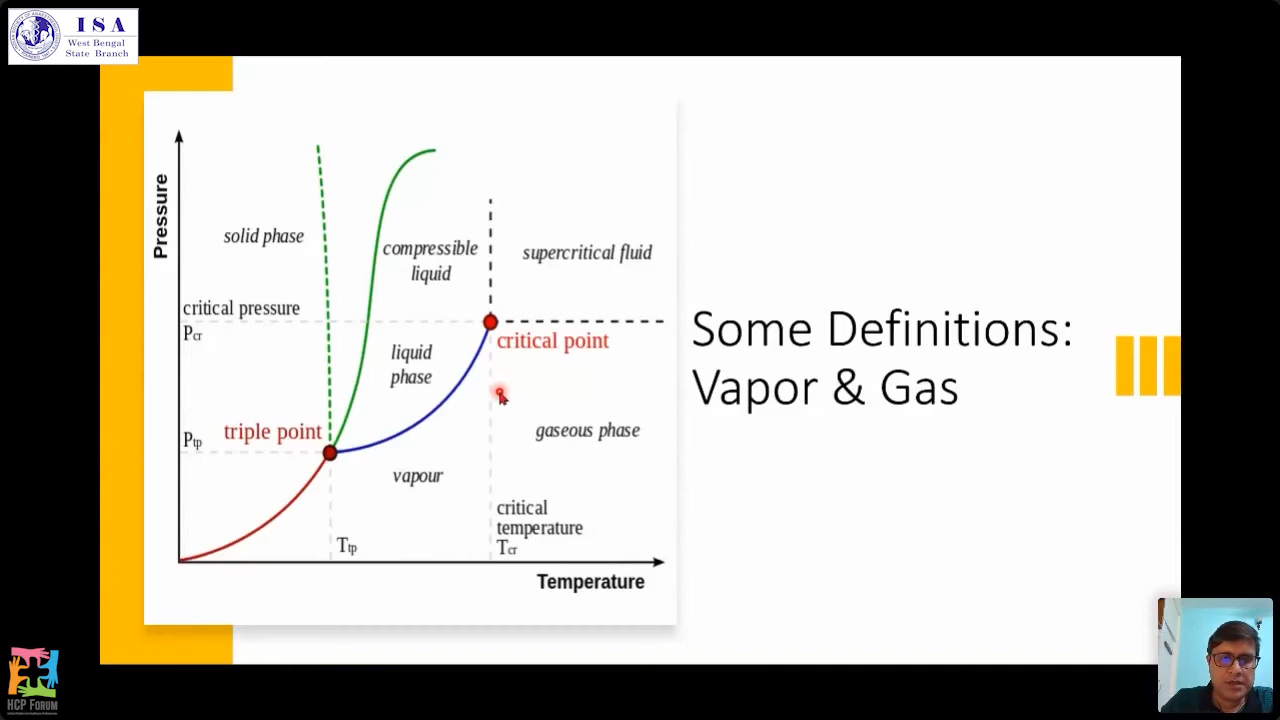 ISA
West Bengal
State Branch
Pressure
solid phase
compressible
liquid
supercritical fluid
critical pressure
Pcr
critical point
liquid
phase
Ptp
triple point
gaseous phase
vapour
critical
temperature
Tcr
Ttp
Temperature
Some Definitions:
Vapor & Gas
HCP FORUM